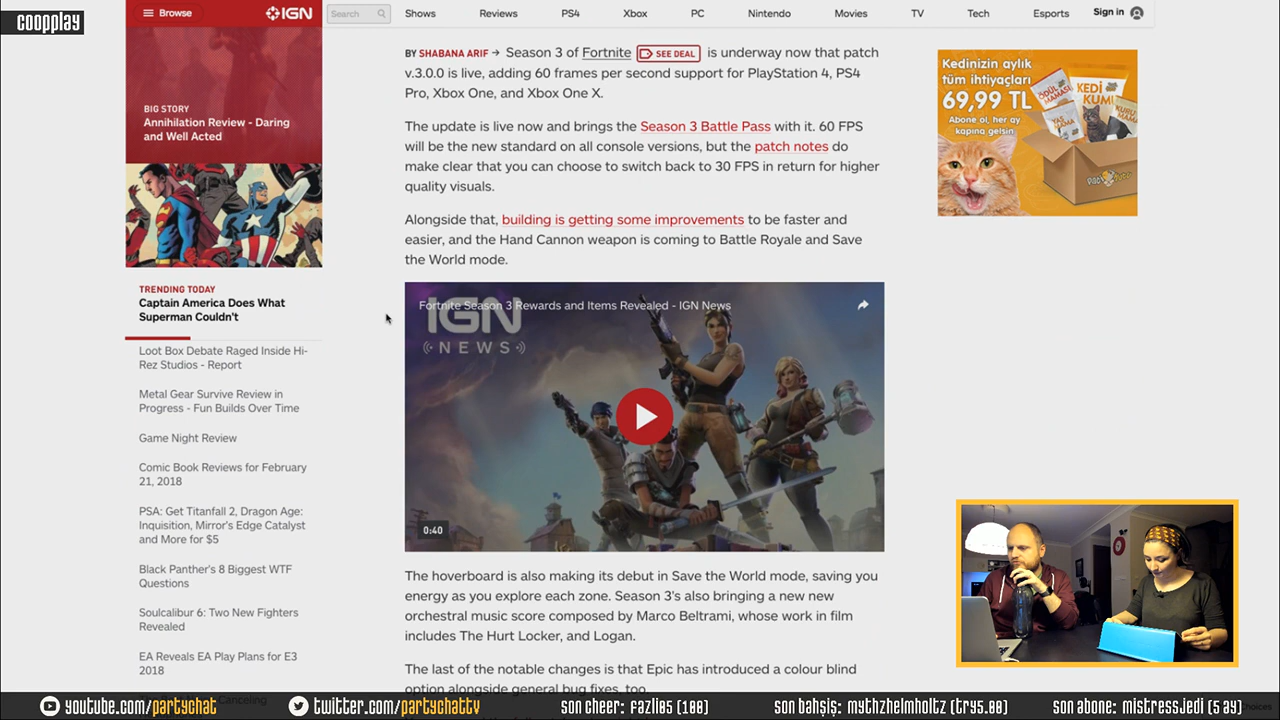 coopplay
Browse
IGN
Search
Shows
Reviews
PS4
Xbox
PC
Nintendo
Movies
TV
Tech
Esports
Sign in
BIG STORY
Annihilation Review - Daring
and Well Acted
TRENDING TODAY
Captain America Does What
Superman Couldn't
Loot Box Debate Raged Inside Hi-
Rez Studios - Report
Metal Gear Survive Review in
Progress - Fun Builds Over Time
Game Night Review
Comic Book Reviews for February
21, 2018
PSA: Get Titanfall 2, Dragon Age:
Inquisition, Mirror's Edge Catalyst
and More for $5
Black Panther's 8 Biggest WTF
Questions
Soulcalibur 6: Two New Fighters
Revealed
EA Reveals EA Play Plans for E3
2018
BY SHABANA ARIF → Season 3 of Fortnite SEE DEAL is underway now that patch
v.3.0.0 is live, adding 60 frames per second support for PlayStation 4, PS4
Pro, Xbox One, and Xbox One X.
The update is live now and brings the Season 3 Battle Pass with it. 60 FPS
will be the new standard on all console versions, but the patch notes do
make clear that you can choose to switch back to 30 FPS in return for higher
quality visuals.
Alongside that, building is getting some improvements to be faster and
easier, and the Hand Cannon weapon is coming to Battle Royale and Save
the World mode.
Fortnite Season 3 Rewards and Items Revealed - IGN News
IGN
NEWS
0:40
The hoverboard is also making its debut in Save the World mode, saving you
energy as you explore each zone. Season 3's also bringing a new new
orchestral music score composed by Marco Beltrami, whose work in film
includes The Hurt Locker, and Logan.
The last of the notable changes is that Epic has introduced a colour blind
option alongside general bug fixes, too.
Kedinizin aylık
tüm ihtiyaçları
69,99 TL
Abone ol, her ay
kapına gelsin
ÖDÜL MAMASI
KEDİ KUMU
YAŞ MAMA
KURU MAMA
youtube.com/partychat
twitter.com/partychattv
son cheer: fazli05 (100)
son bahşiş: mythzhelmholtz (try5.00)
son abone: mistressJedi (5 ay)